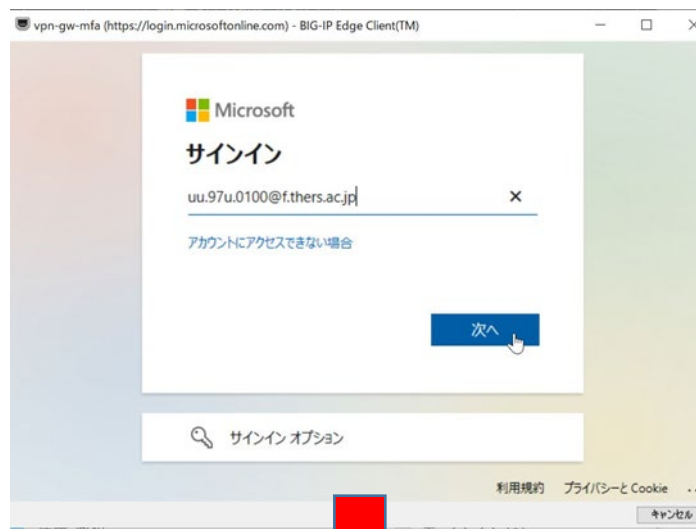 vpn-gw-mfa (https://login.microsoftonline.com) - BIG-IP Edge Client(TM)
Microsoft
サインイン
uu.97u.0100@f.thers.ac.jp
アカウントにアクセスできない場合
次へ
サインイン オプション
利用規約 プライバシーと Cookie ...
キャンセル